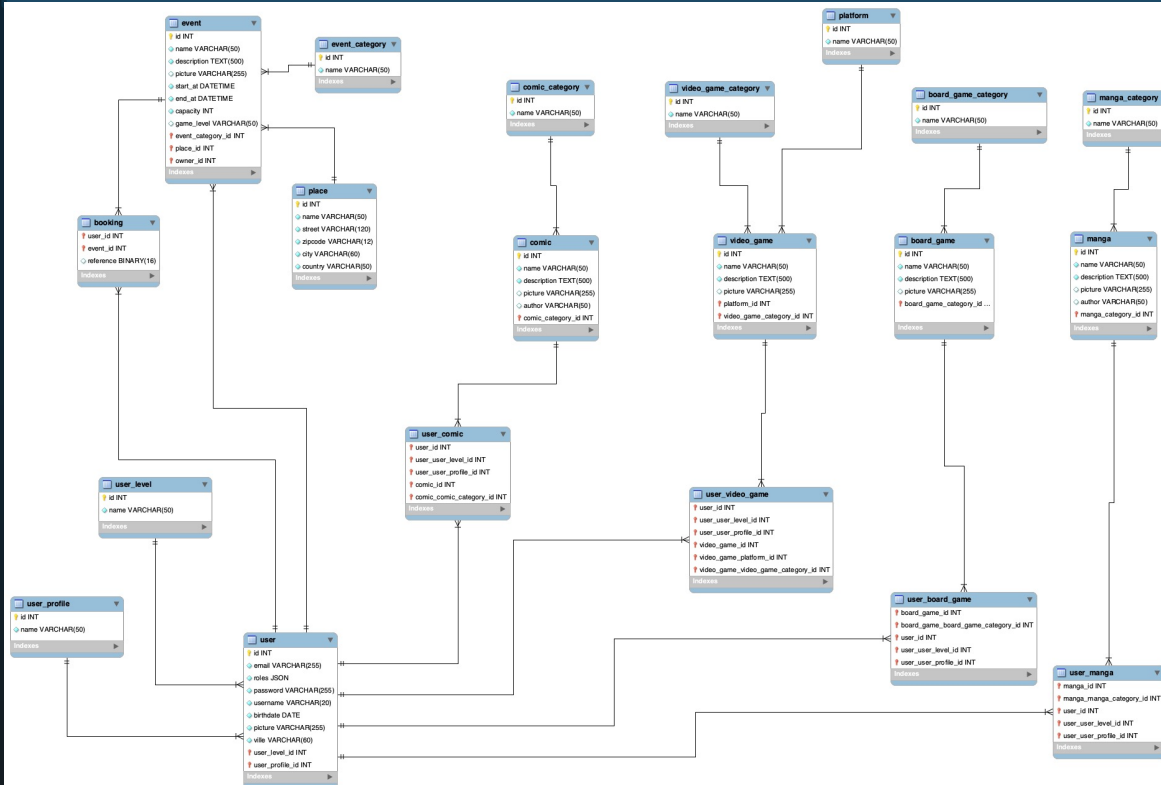 event
id INT
name VARCHAR(50)
description TEXT(500)
picture VARCHAR(255)
start_at DATETIME
end_at DATETIME
capacity INT
game_level VARCHAR(50)
event_category_id INT
place_id INT
owner_id INT
Indexes
event_category
id INT
name VARCHAR(50)
Indexes
platform
id INT
name VARCHAR(50)
Indexes
comic_category
id INT
name VARCHAR(50)
Indexes
video_game_category
id INT
name VARCHAR(50)
Indexes
board_game_category
id INT
name VARCHAR(50)
Indexes
manga_category
id INT
name VARCHAR(50)
Indexes
place
id INT
name VARCHAR(50)
street VARCHAR(120)
zipcode VARCHAR(12)
city VARCHAR(60)
country VARCHAR(50)
Indexes
booking
user_id INT
event_id INT
reference BINARY(16)
Indexes
comic
id INT
name VARCHAR(50)
description TEXT(500)
picture VARCHAR(255)
author VARCHAR(50)
comic_category_id INT
Indexes
video_game
id INT
name VARCHAR(50)
description TEXT(500)
picture VARCHAR(255)
platform_id INT
video_game_category_id INT
Indexes
board_game
id INT
name VARCHAR(50)
description TEXT(500)
picture VARCHAR(255)
board_game_category_id ...
Indexes
manga
id INT
name VARCHAR(50)
description TEXT(500)
picture VARCHAR(255)
author VARCHAR(50)
manga_category_id INT
Indexes
user_comic
user_id INT
user_user_level_id INT
user_user_profile_id INT
comic_id INT
comic_comic_category_id INT
Indexes
user_level
id INT
name VARCHAR(50)
Indexes
user_video_game
user_id INT
user_user_level_id INT
user_user_profile_id INT
video_game_id INT
video_game_platform_id INT
video_game_video_game_category_id INT
Indexes
user_profile
id INT
name VARCHAR(50)
Indexes
user_board_game
board_game_id INT
board_game_board_game_category_id INT
user_id INT
user_user_level_id INT
user_user_profile_id INT
Indexes
user
id INT
email VARCHAR(255)
roles JSON
password VARCHAR(255)
username VARCHAR(20)
birthdate DATE
picture VARCHAR(255)
ville VARCHAR(60)
user_level_id INT
user_profile_id INT
Indexes
user_manga
manga_id INT
manga_manga_category_id INT
user_id INT
user_user_level_id INT
user_user_profile_id INT
Indexes